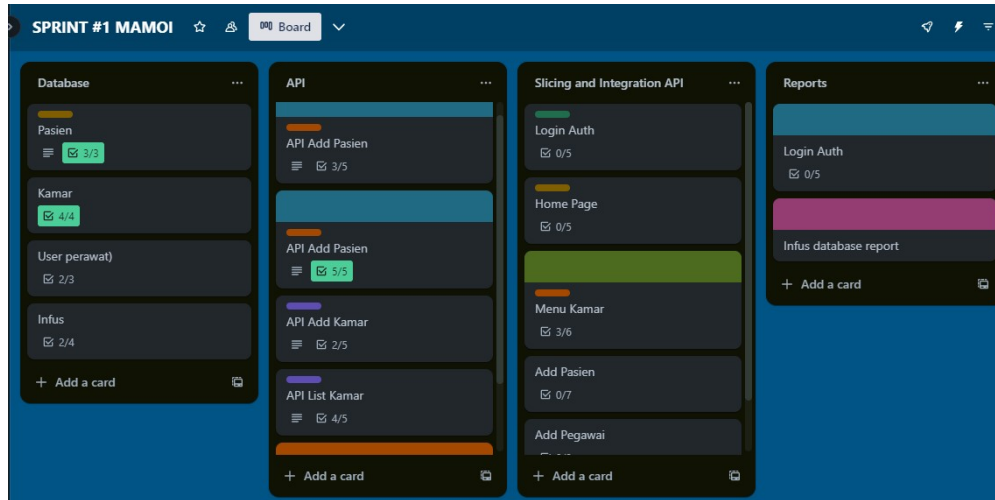 SPRINT #1 MAMOI
Board
Database
Pasien
3/3
Kamar
4/4
User perawat)
2/3
Infus
2/4
+ Add a card
API
API Add Pasien
3/5
API Add Pasien
5/5
API Add Kamar
2/5
API List Kamar
4/5
+ Add a card
Slicing and Integration API
Login Auth
0/5
Home Page
0/5
Menu Kamar
3/6
Add Pasien
0/7
Add Pegawai
+ Add a card
Reports
Login Auth
0/5
Infus database report
+ Add a card